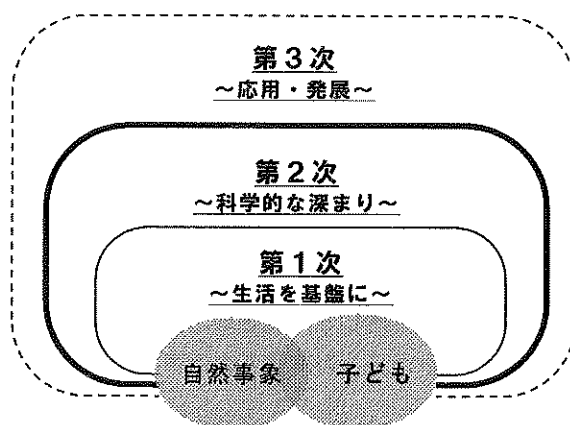 第3次
～応用・発展～
第2次
～科学的な深まり～
第1次
～生活を基盤に～
自然事象 子ども